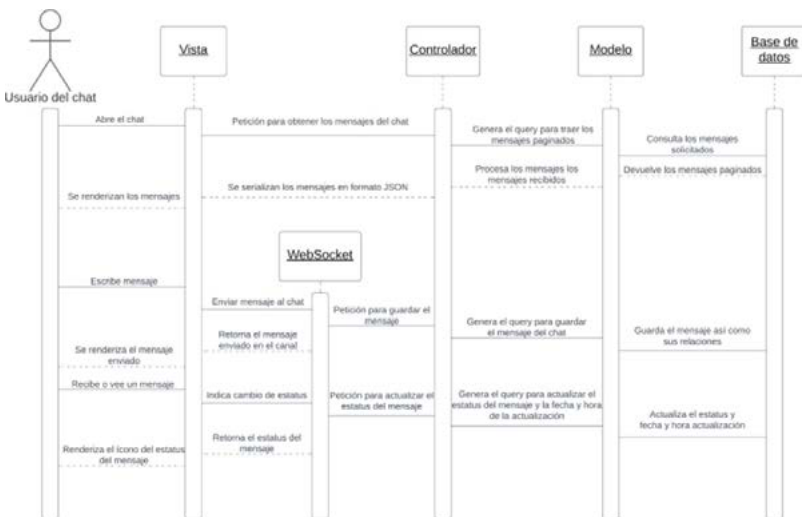 Usuario del chat
Vista
Controlador
Modelo
Base de
datos
Abre el chat
Petición para obtener los mensajes del chat
Genera el query para traer los
mensajes paginados
Consulta los mensajes
solicitados
Devuelve los mensajes paginados
Procesa los mensajes los
mensajes recibidos
Se serializan los mensajes en formato JSON
Se renderizan los mensajes
WebSocket
Escribe mensaje
Enviar mensaje al chat
Petición para guardar el
mensaje
Genera el query para guardar
el mensaje del chat
Guarda el mensaje así como
sus relaciones
Retorna el mensaje
enviado en el canal
Se renderiza el mensaje
enviado
Recibe o vee un mensaje
Indica cambio de estatus
Petición para actualizar el
estatus del mensaje
Genera el query para actualizar el
estatus del mensaje y la fecha y hora
de la actualización
Actualiza el estatus y
fecha y hora actualización
Retorna el estatus del
mensaje
Renderiza el ícono del estatus
del mensaje